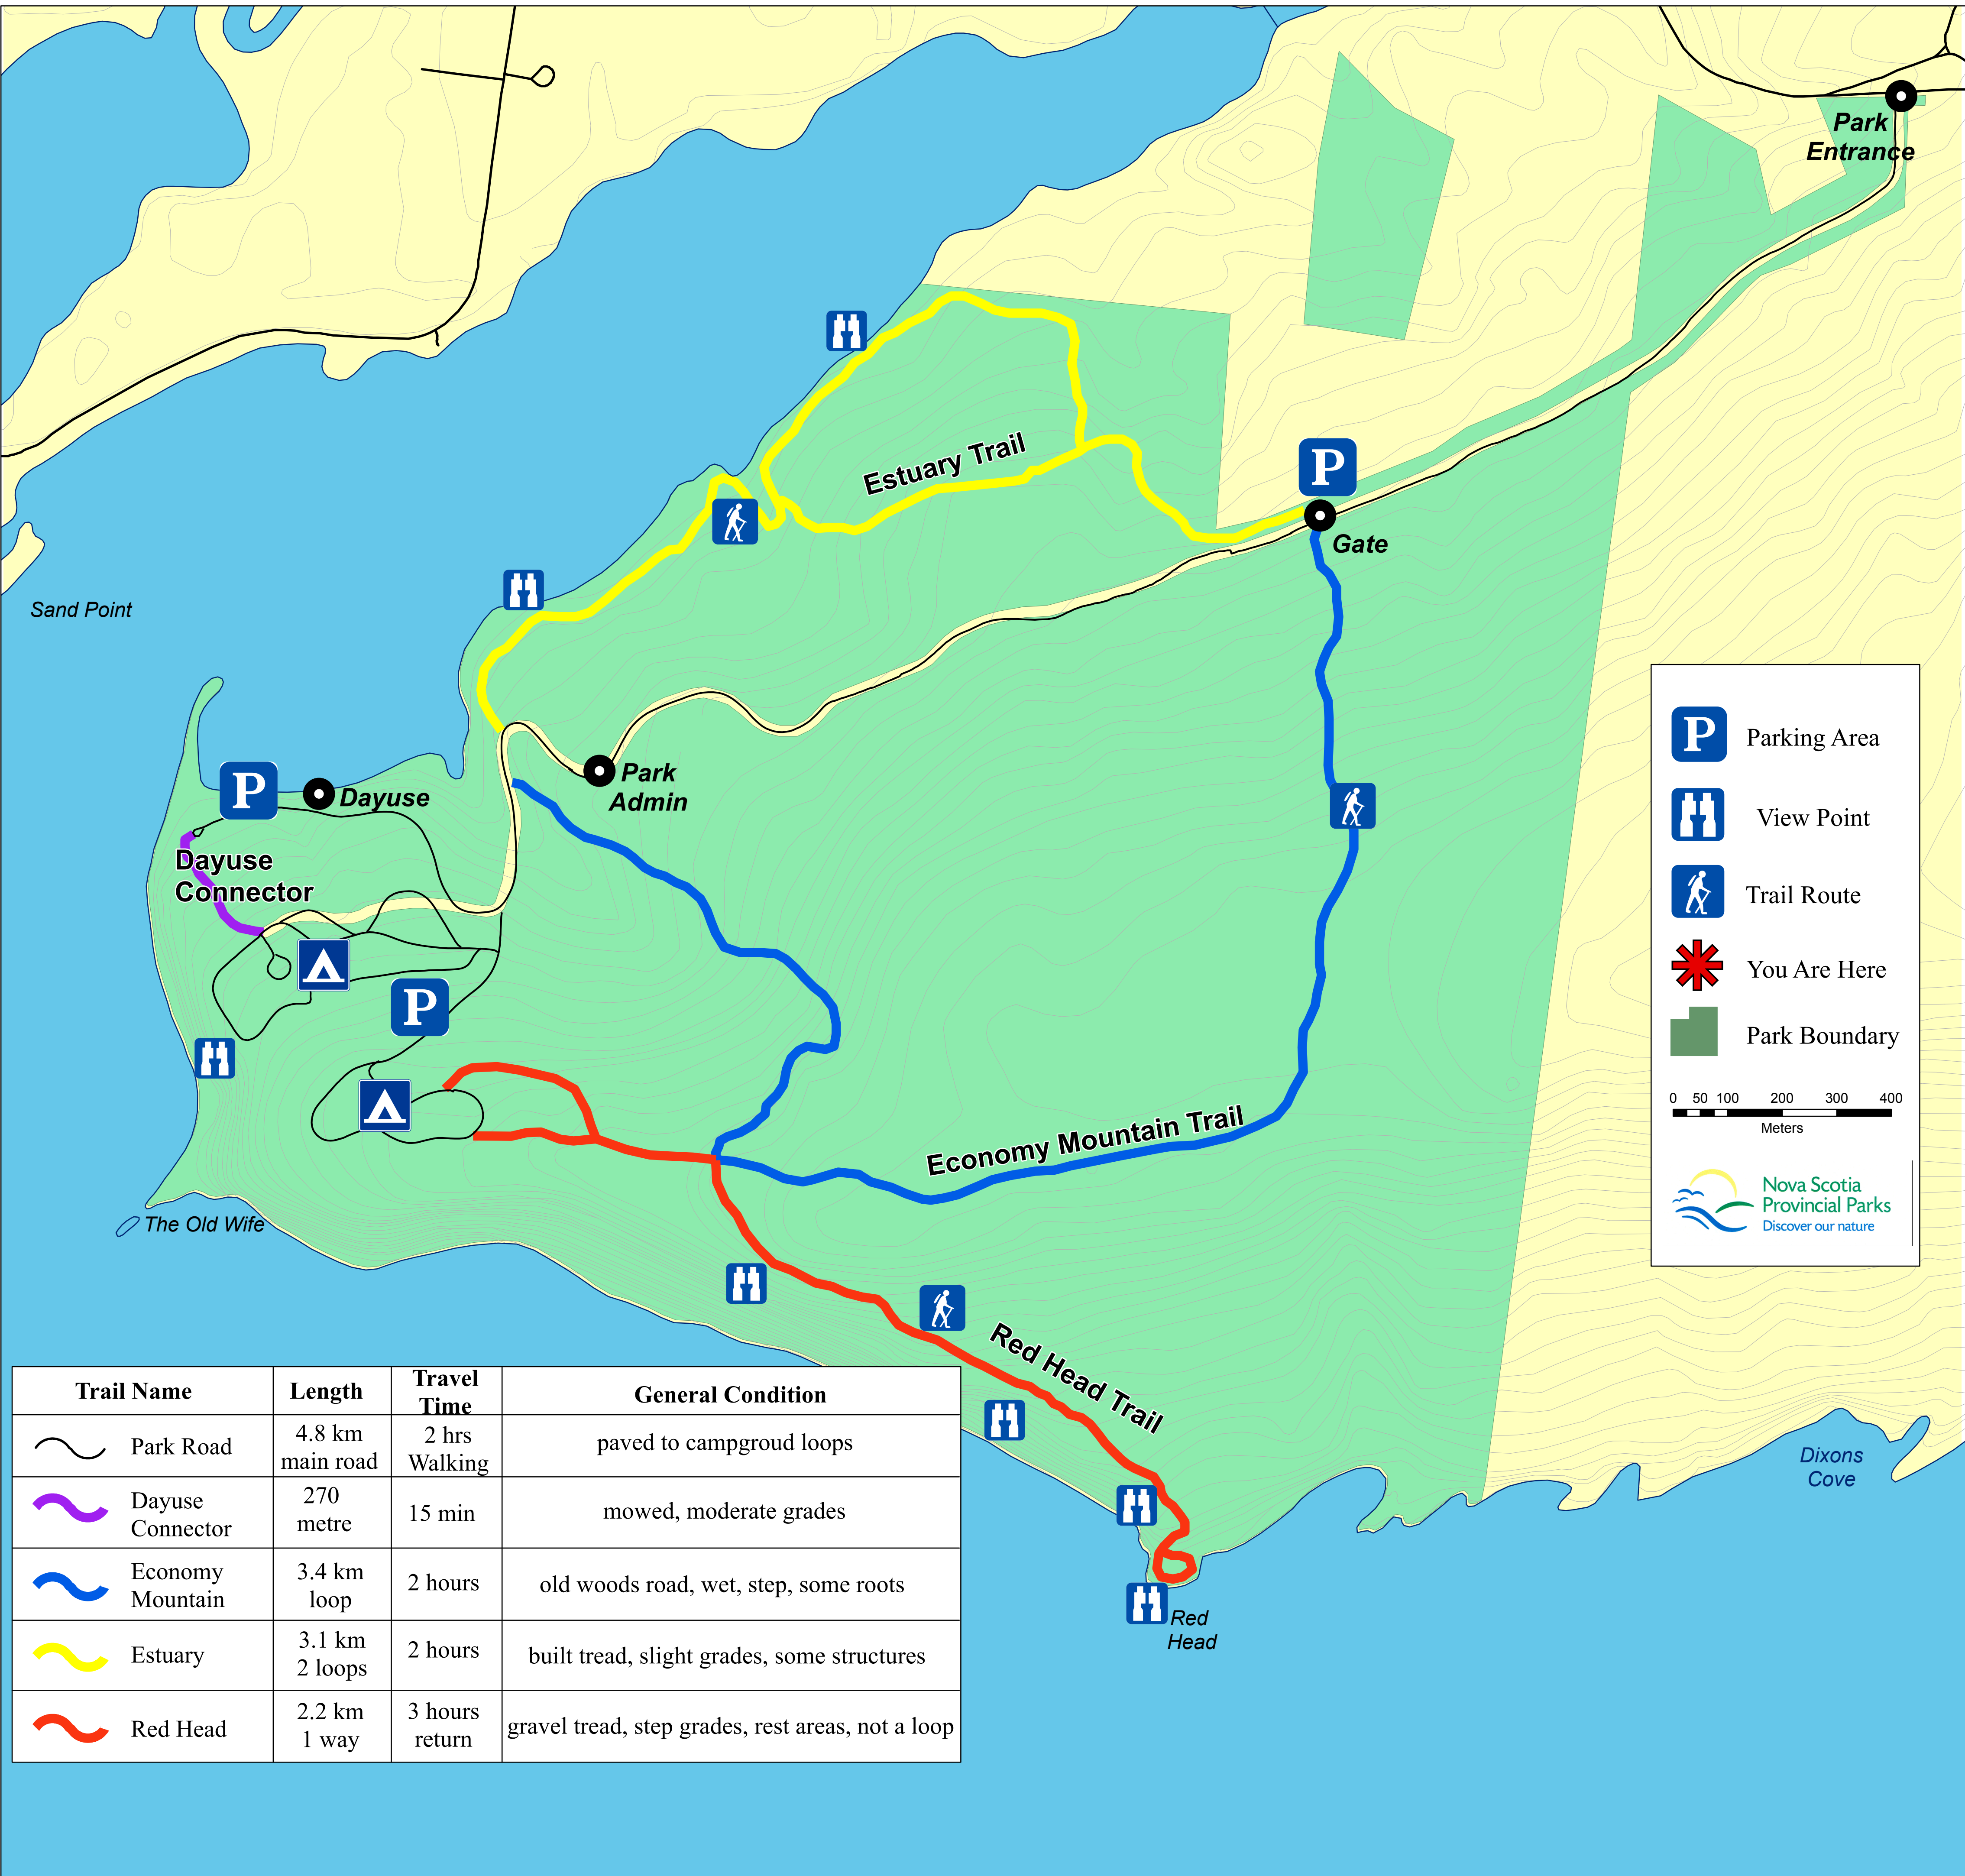 Park
Entrance
Estuary Trail
P
Gate
Sand Point
Park
Admin
P
Dayuse
Dayuse
Connector
P
Economy Mountain Trail
The Old Wife
Red Head Trail
Red
Head
Dixons
Cove
P Parking Area
View Point
Trail Route
You Are Here
Park Boundary
0 50 100 200 300 400
Meters
Nova Scotia
Provincial Parks
Discover our nature
Trail Name Length Travel Time General Condition
Park Road 4.8 km main road 2 hrs Walking paved to campgroud loops
Dayuse Connector 270 metre 15 min mowed, moderate grades
Economy Mountain 3.4 km loop 2 hours old woods road, wet, step, some roots
Estuary 3.1 km 2 loops 2 hours built tread, slight grades, some structures
Red Head 2.2 km 1 way 3 hours return gravel tread, step grades, rest areas, not a loop